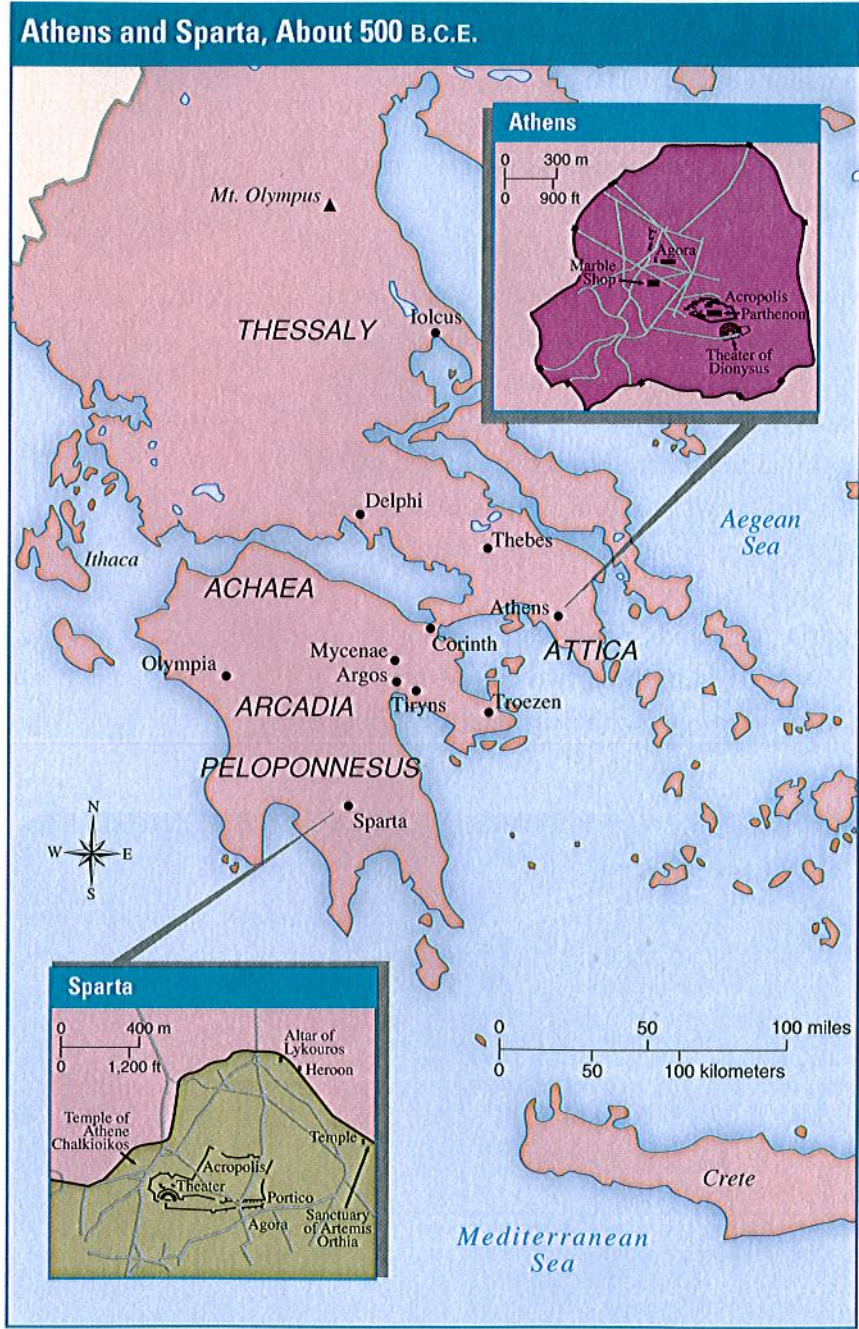 Athens and Sparta, About 500 B.C.E.
Athens
0 300 m
0 900 ft
Agora
Marble
Shop
Acropolis
Parthenon
Theater of
Dionysus
Mt. Olympus
THESSALY
Iolcus
Delphi
Thebes
Aegean
Sea
Ithaca
ACHAEA
Athens
Corinth
ATTICA
Mycenae
Olympia
Argos
Tiryns
ARCADIA
Troezen
PELOPONNESUS
Sparta
N
W E
S
Sparta
0 400 m
0 1,200 ft
Altar of
Lykouros
Heroon
Temple of
Athene
Chalkioikos
Temple
Acropolis
Theater
Portico
Agora
Sanctuary
of Artemis
Orthia
0 50 100 miles
0 50 100 kilometers
Crete
Mediterranean
Sea